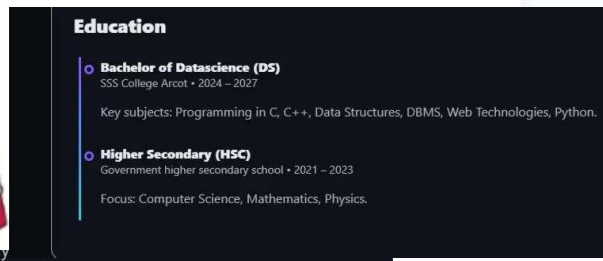 Education
Bachelor of Datascience (DS)
SSS College Arcot • 2024 – 2027
Key subjects: Programming in C, C++, Data Structures, DBMS, Web Technologies, Python.
Higher Secondary (HSC)
Government higher secondary school • 2021 – 2023
Focus: Computer Science, Mathematics, Physics.
y